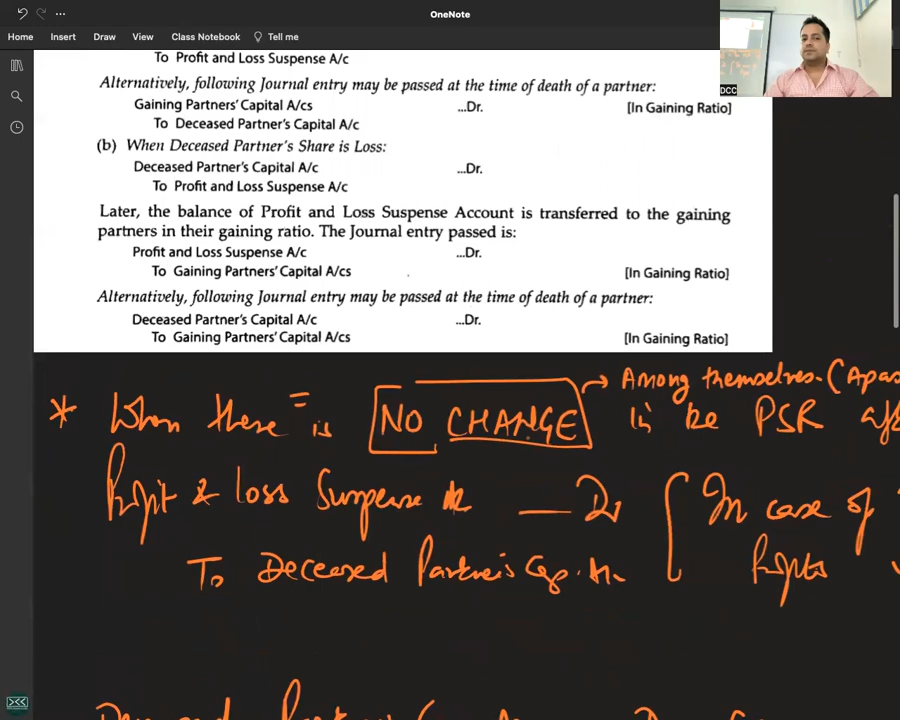 OneNote
Home Insert Draw View Class Notebook Tell me
DCC
To Profit and Loss Suspense A/c
Alternatively, following Journal entry may be passed at the time of death of a partner:
Gaining Partners' Capital A/cs ...Dr. [In Gaining Ratio]
To Deceased Partner's Capital A/c
(b) When Deceased Partner's Share is Loss:
Deceased Partner's Capital A/c ...Dr.
To Profit and Loss Suspense A/c
Later, the balance of Profit and Loss Suspense Account is transferred to the gaining
partners in their gaining ratio. The Journal entry passed is:
Profit and Loss Suspense A/c ...Dr.
To Gaining Partners' Capital A/cs [In Gaining Ratio]
Alternatively, following Journal entry may be passed at the time of death of a partner:
Deceased Partner's Capital A/c ...Dr.
To Gaining Partners' Capital A/cs [In Gaining Ratio]
Among themselves. (Apas
* When there is NO CHANGE in PSR
Profit & loss Suspense A/c — Dr In case of
To Deceased Partner's Cap. A/c Profits